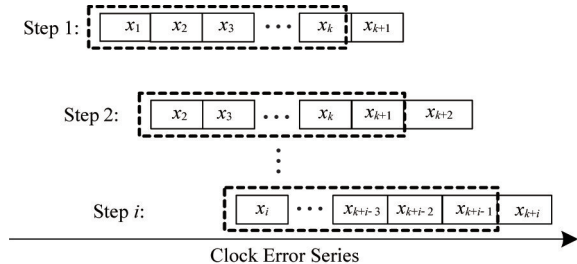 Step 1: x₁ x₂ x₃ ··· xₖ xₖ₊₁
Step 2: x₂ x₃ ··· xₖ xₖ₊₁ xₖ₊₂
⋮
Step i: xᵢ ··· xₖ₊ᵢ₋₃ xₖ₊ᵢ₋₂ xₖ₊ᵢ₋₁ xₖ₊ᵢ
Clock Error Series